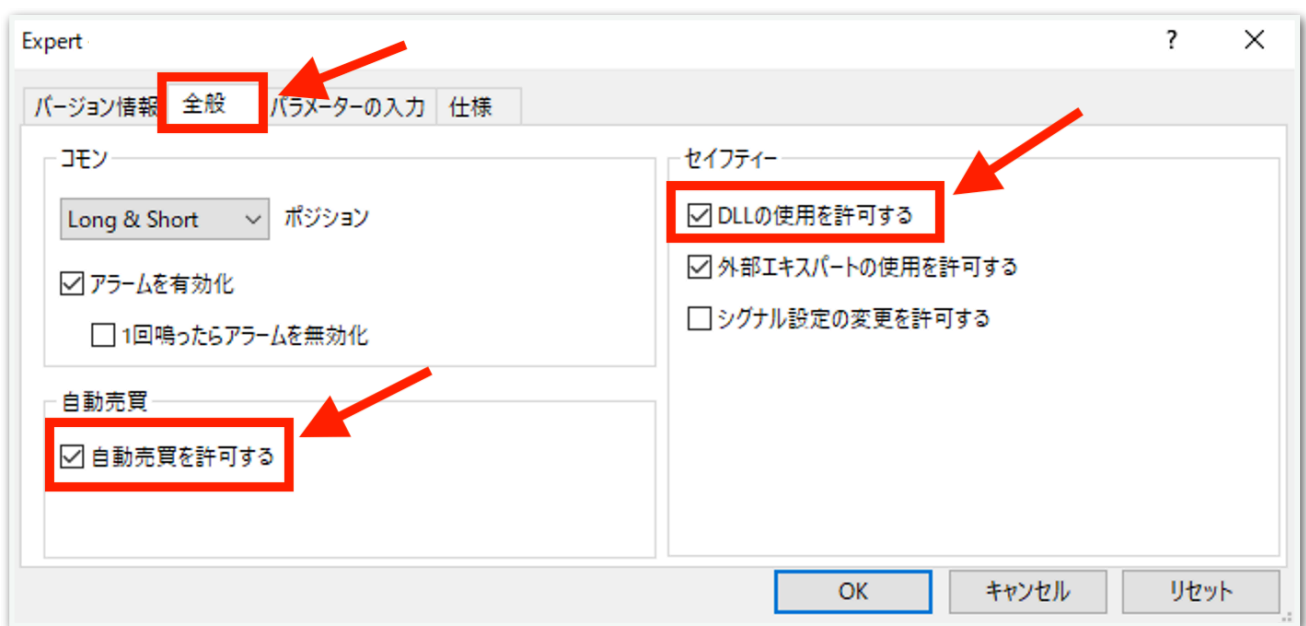 Expert
バージョン情報 全般 パラメーターの入力 仕様
コモン
Long & Short ポジション
アラームを有効化
1回鳴ったらアラームを無効化
自動売買
自動売買を許可する
セイフティー
DLLの使用を許可する
外部エキスパートの使用を許可する
シグナル設定の変更を許可する
OK キャンセル リセット